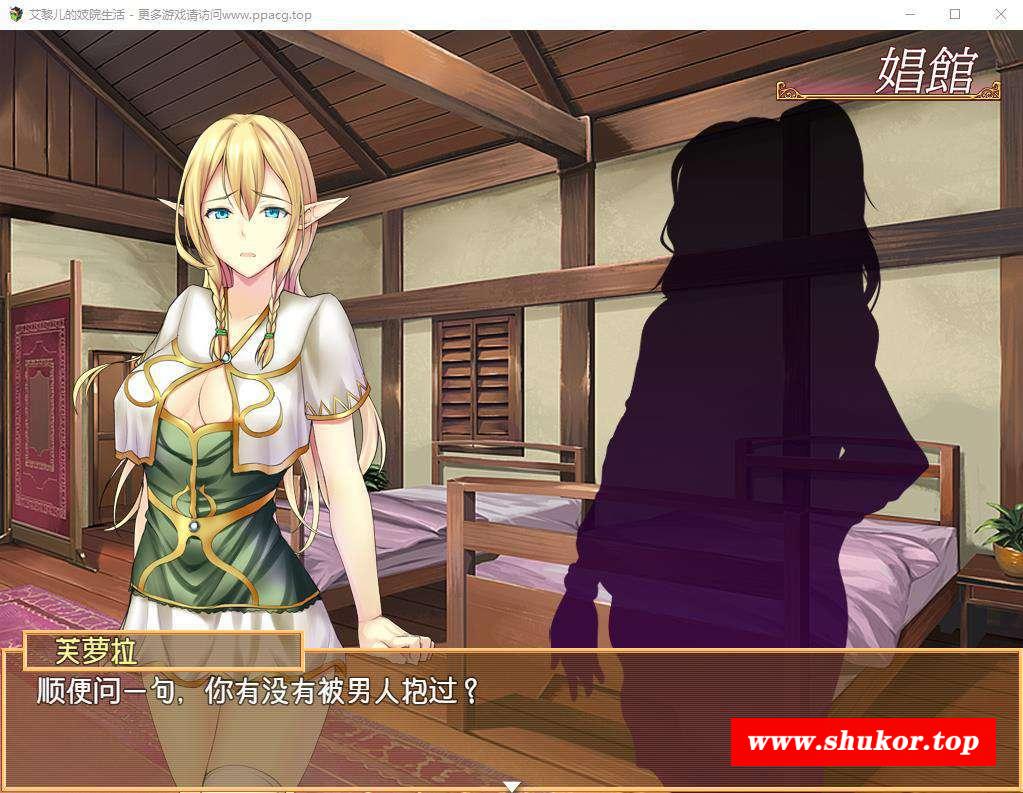 艾黎儿的妓院生活 - 更多游戏请访问www.ppacg.top
娼館
芙萝拉
顺便问一句，你有没有被男人抱过？
www.shukor.top